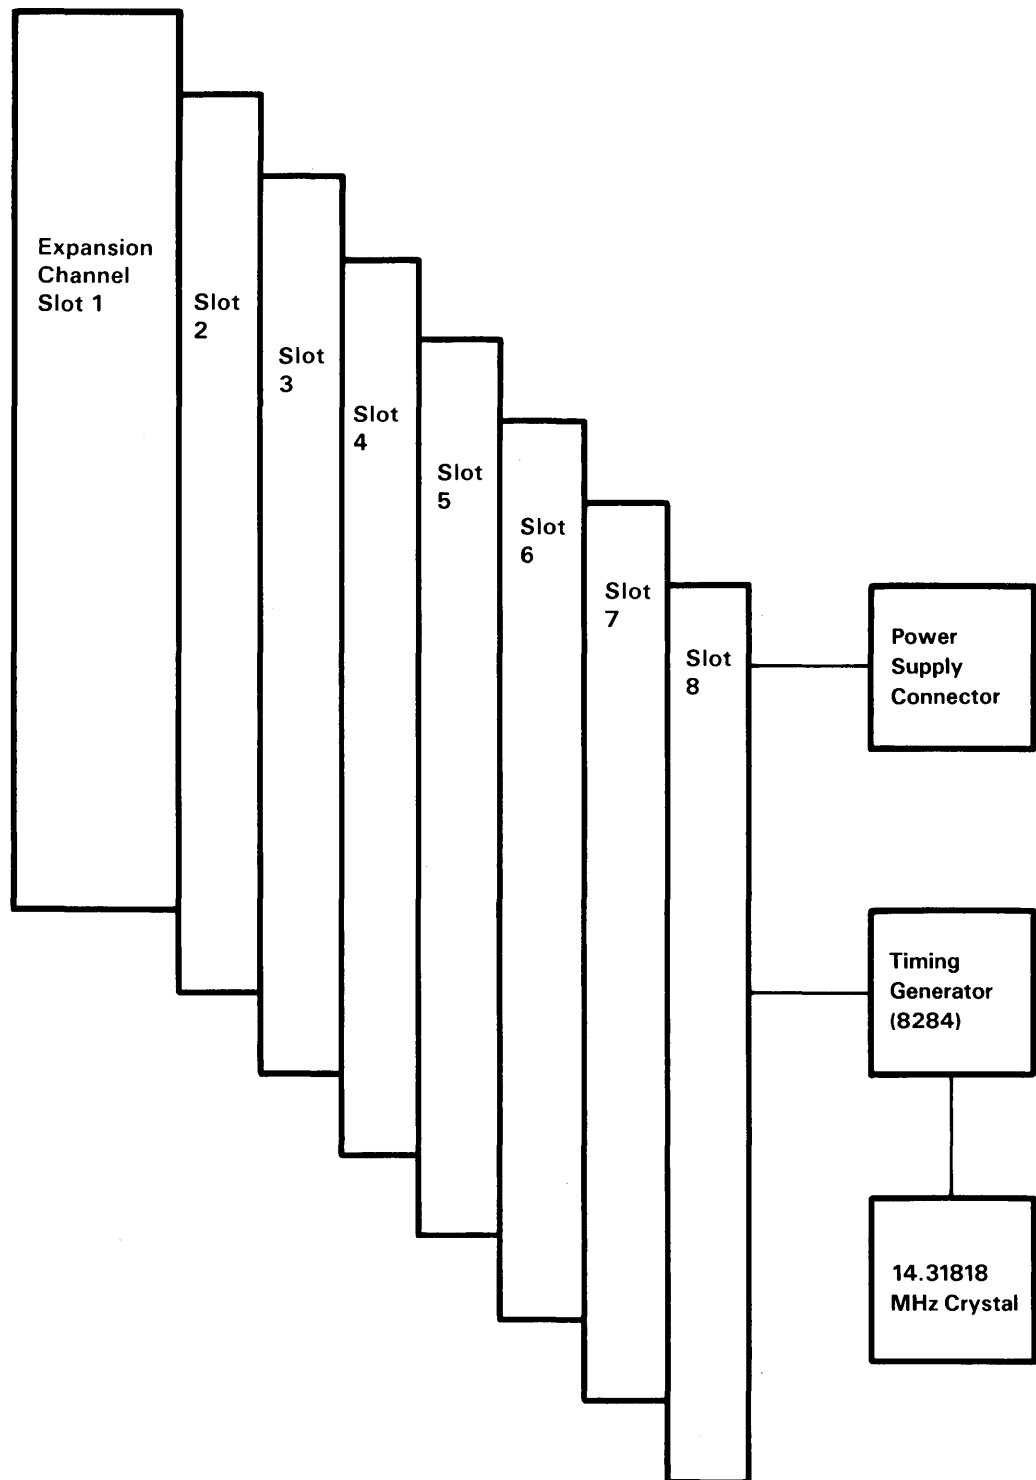 Expansion
Channel
Slot 1
Slot
2
Slot
3
Slot
4
Slot
5
Slot
6
Slot
7
Slot
8
Power
Supply
Connector
Timing
Generator
(8284)
14.31818
MHz Crystal